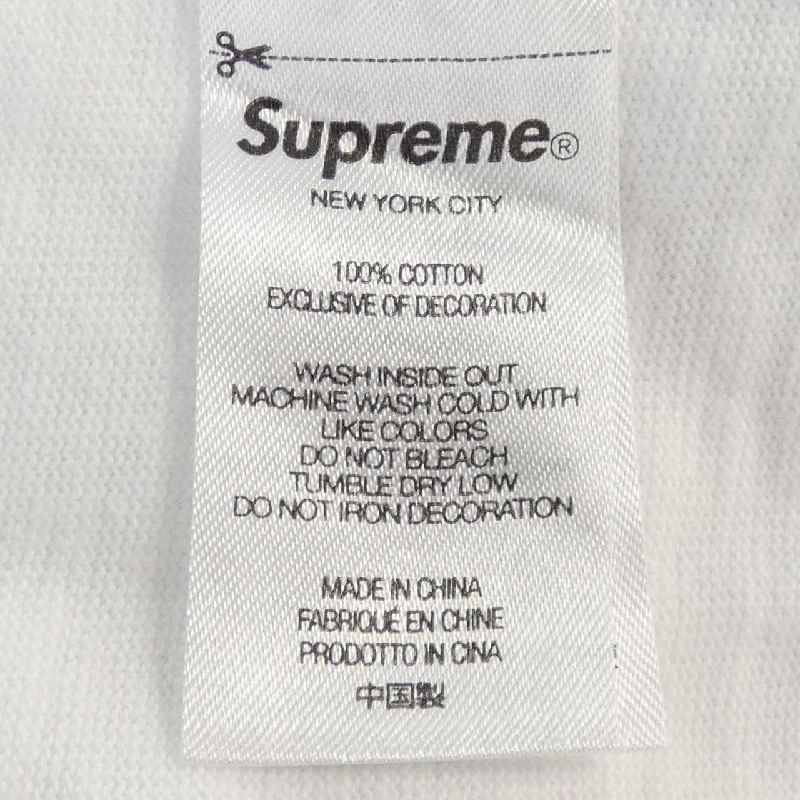 Supreme®
NEW YORK CITY
100% COTTON
EXCLUSIVE OF DECORATION
WASH INSIDE OUT
MACHINE WASH COLD WITH
LIKE COLORS
DO NOT BLEACH
TUMBLE DRY LOW
DO NOT IRON DECORATION
MADE IN CHINA
FABRIQUÉ EN CHINE
PRODOTTO IN CINA
中国製